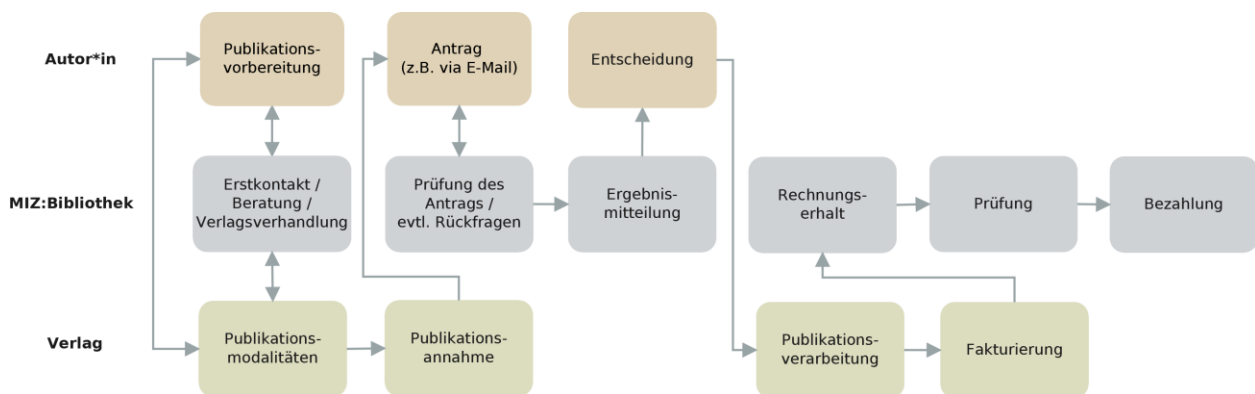 Autor*in
Publikations-
vorbereitung
Antrag
(z.B. via E-Mail)
Entscheidung
MIZ:Bibliothek
Erstkontakt /
Beratung /
Verlagsverhandlung
Prüfung des
Antrags /
evtl. Rückfragen
Ergebnis-
mitteilung
Rechnungs-
erhalt
Prüfung
Bezahlung
Verlag
Publikations-
modalitäten
Publikations-
annahme
Publikations-
verarbeitung
Fakturierung